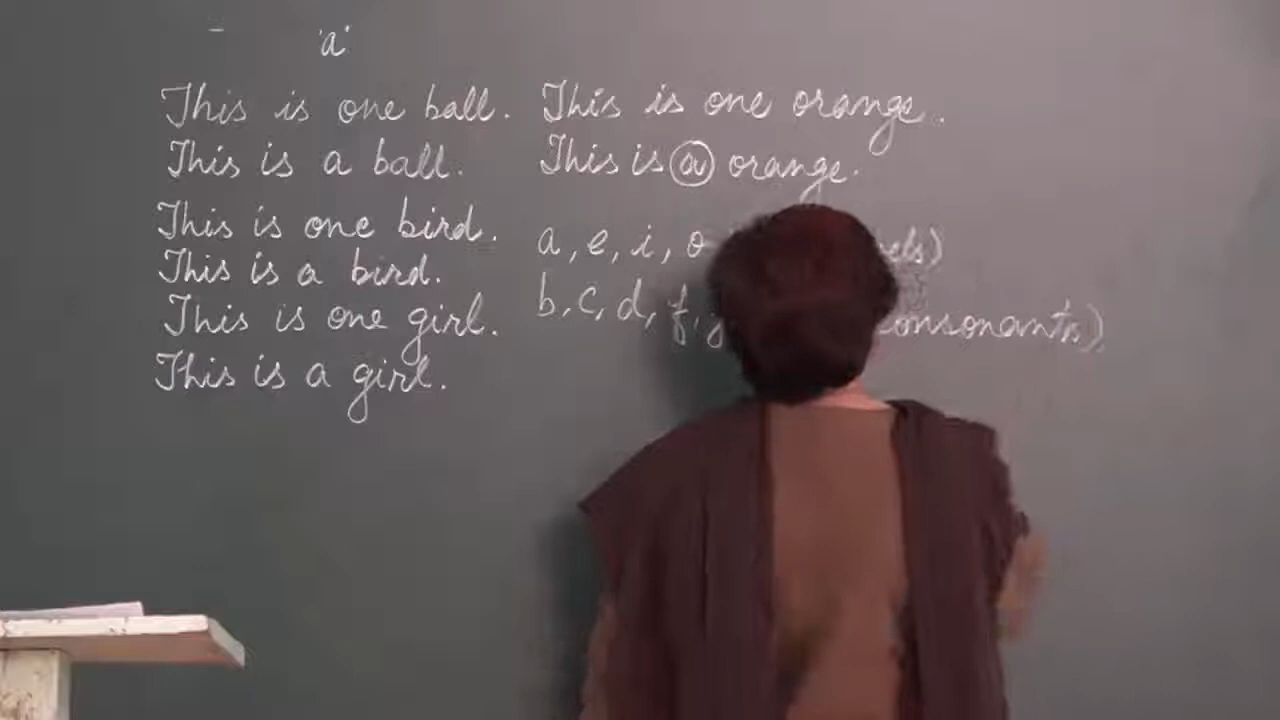 'a'
This is one ball.
This is a ball.
This is one bird.
This is a bird.
This is one girl.
This is a girl.
This is one orange.
This is a orange.
a, e, i, o
b, c, d, f,